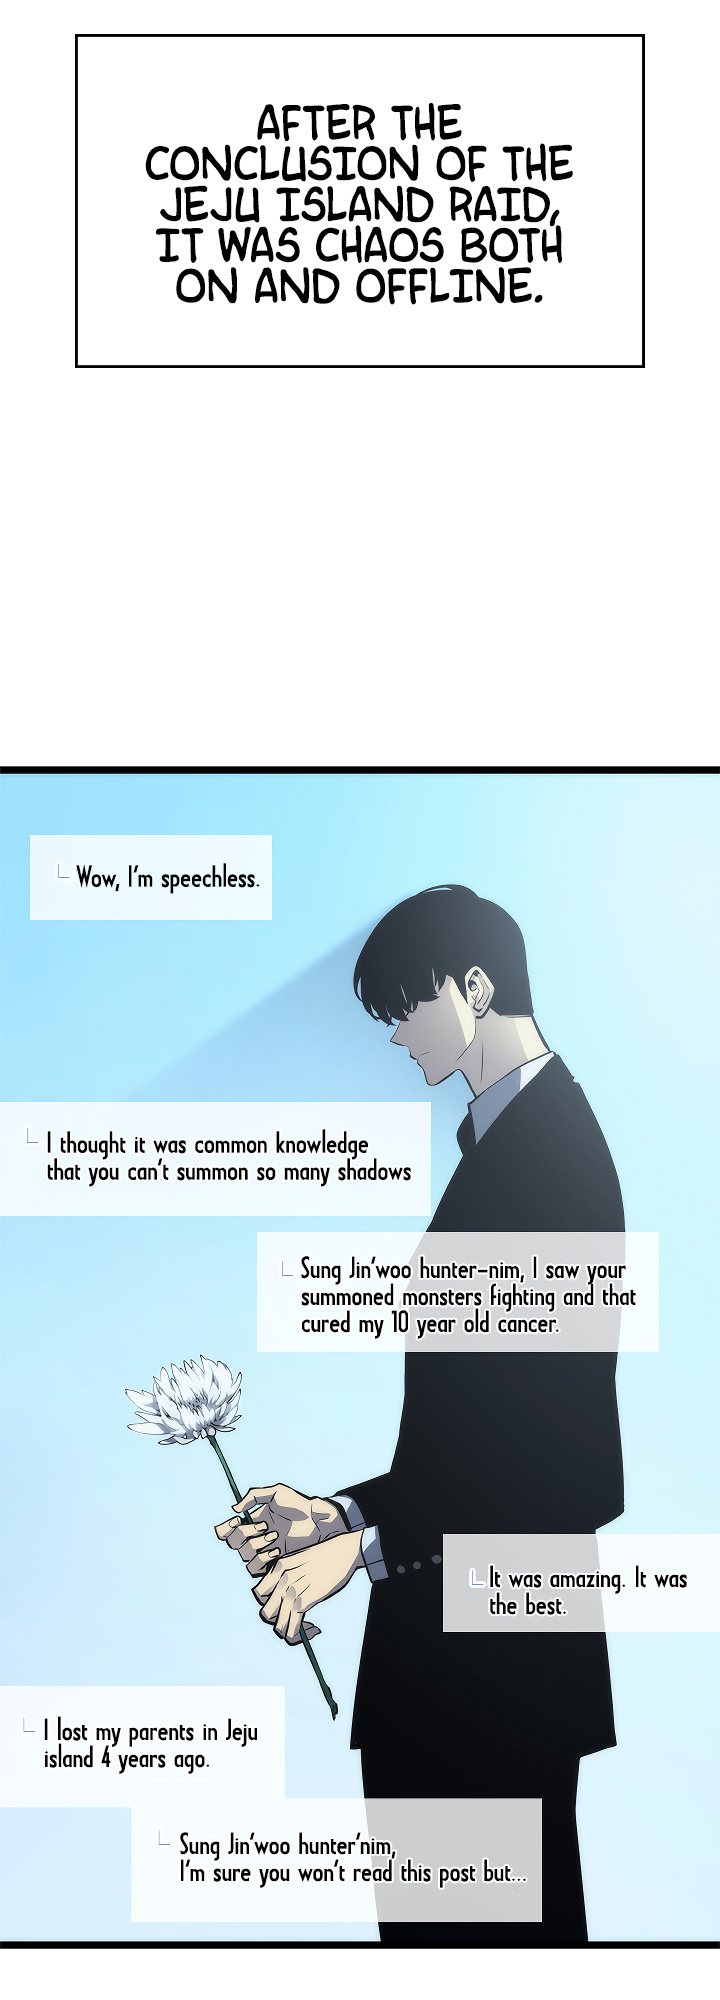 AFTER THE
CONCLUSION OF THE
JEJU ISLAND RAID,
IT WAS CHAOS BOTH
ON AND OFFLINE.
Wow, I'm speechless.
I thought it was common knowledge
that you can't summon so many shadows
Sung Jin'woo hunter-nim, I saw your
summoned monsters fighting and that
cured my 10 year old cancer.
It was amazing. It was
the best.
I lost my parents in Jeju
island 4 years ago.
Sung Jin'woo hunter'nim,
I'm sure you won't read this post but...